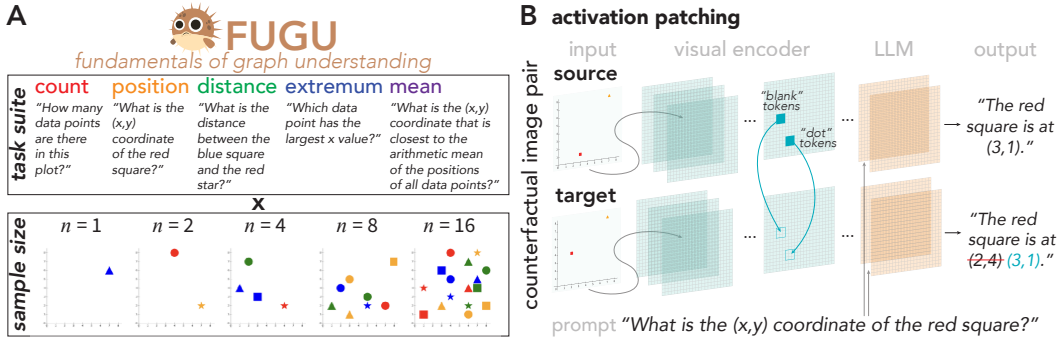 A
FUGU
fundamentals of graph understanding
task suite
count
"How many
data points
are there
in this
plot?"
position
"What is the
(x,y)
coordinate
of the red
square?"
distance
"What is the
distance
between the
blue square
and the red
star?"
extremum
"Which data
point has the
largest x value?"
mean
"What is the (x,y)
coordinate that is
closest to the
arithmetic mean
of the positions
of all data points?"
x
sample size
n = 1
n = 2
n = 4
n = 8
n = 16
B activation patching
input
visual encoder
LLM
output
counterfactual image pair
source
"blank"
tokens
"dot"
tokens
...
...
"The red
square is at
(3,1)."
target
...
...
"The red
square is at
(2,4) (3,1)."
prompt "What is the (x,y) coordinate of the red square?"